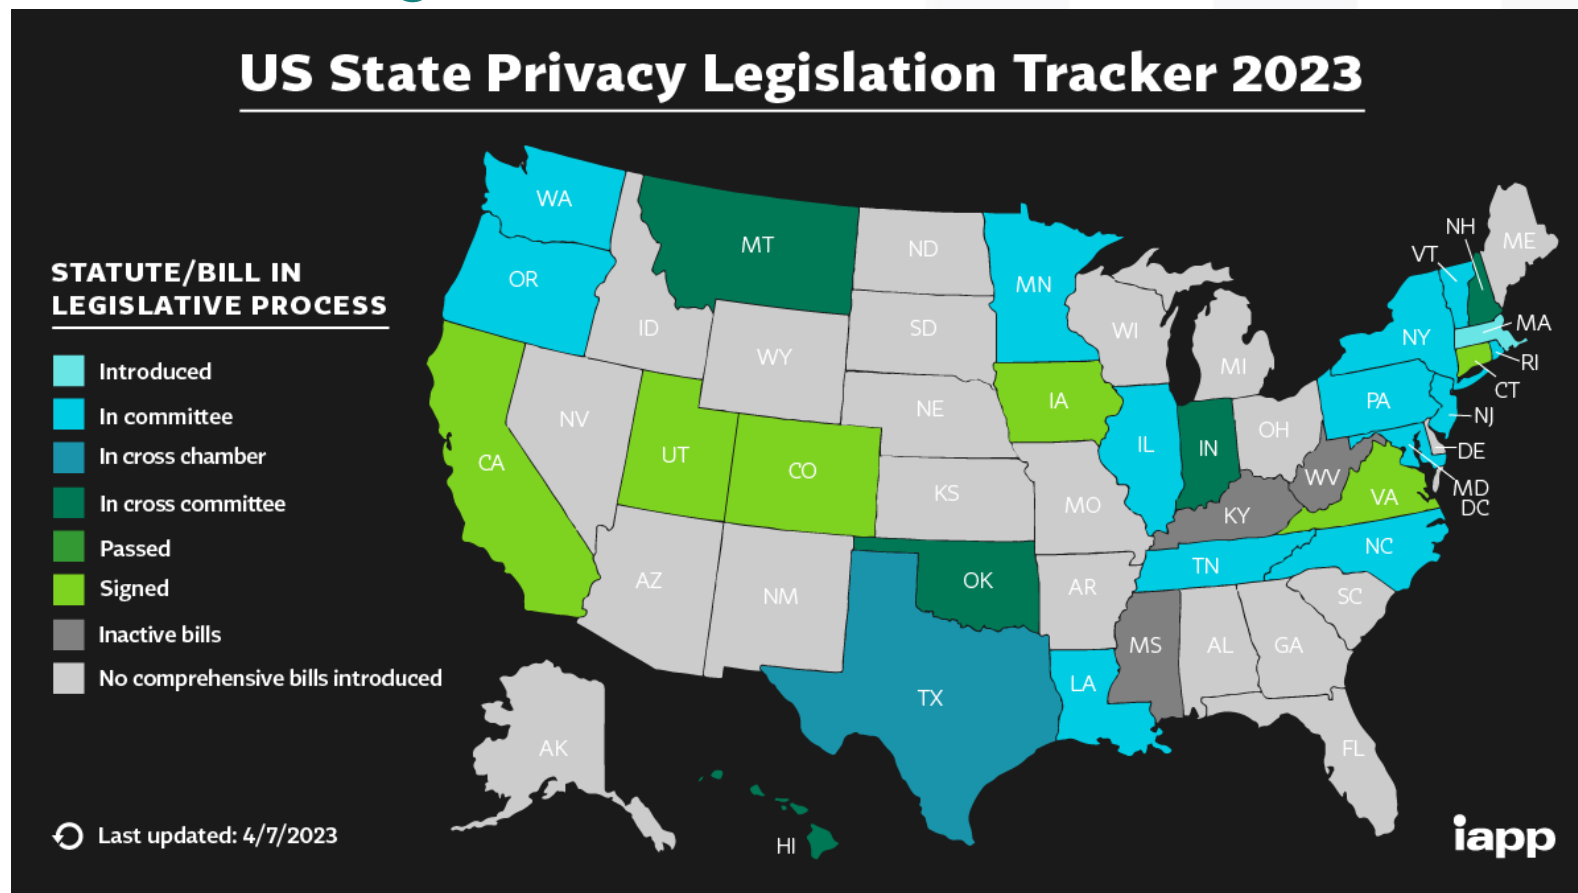 US State Privacy Legislation Tracker 2023
STATUTE/BILL IN
LEGISLATIVE PROCESS
Introduced
In committee
In cross chamber
In cross committee
Passed
Signed
Inactive bills
No comprehensive bills introduced
Last updated: 4/7/2023
WA
OR
CA
ID
NV
MT
WY
UT
CO
AZ
NM
ND
SD
NE
KS
OK
TX
MN
IA
MO
AR
LA
WI
IL
MI
IN
OH
KY
TN
MS
AL
GA
FL
SC
NC
VA
WV
PA
NY
VT
NH
ME
MA
RI
CT
NJ
DE
MD
DC
AK
HI
iapp